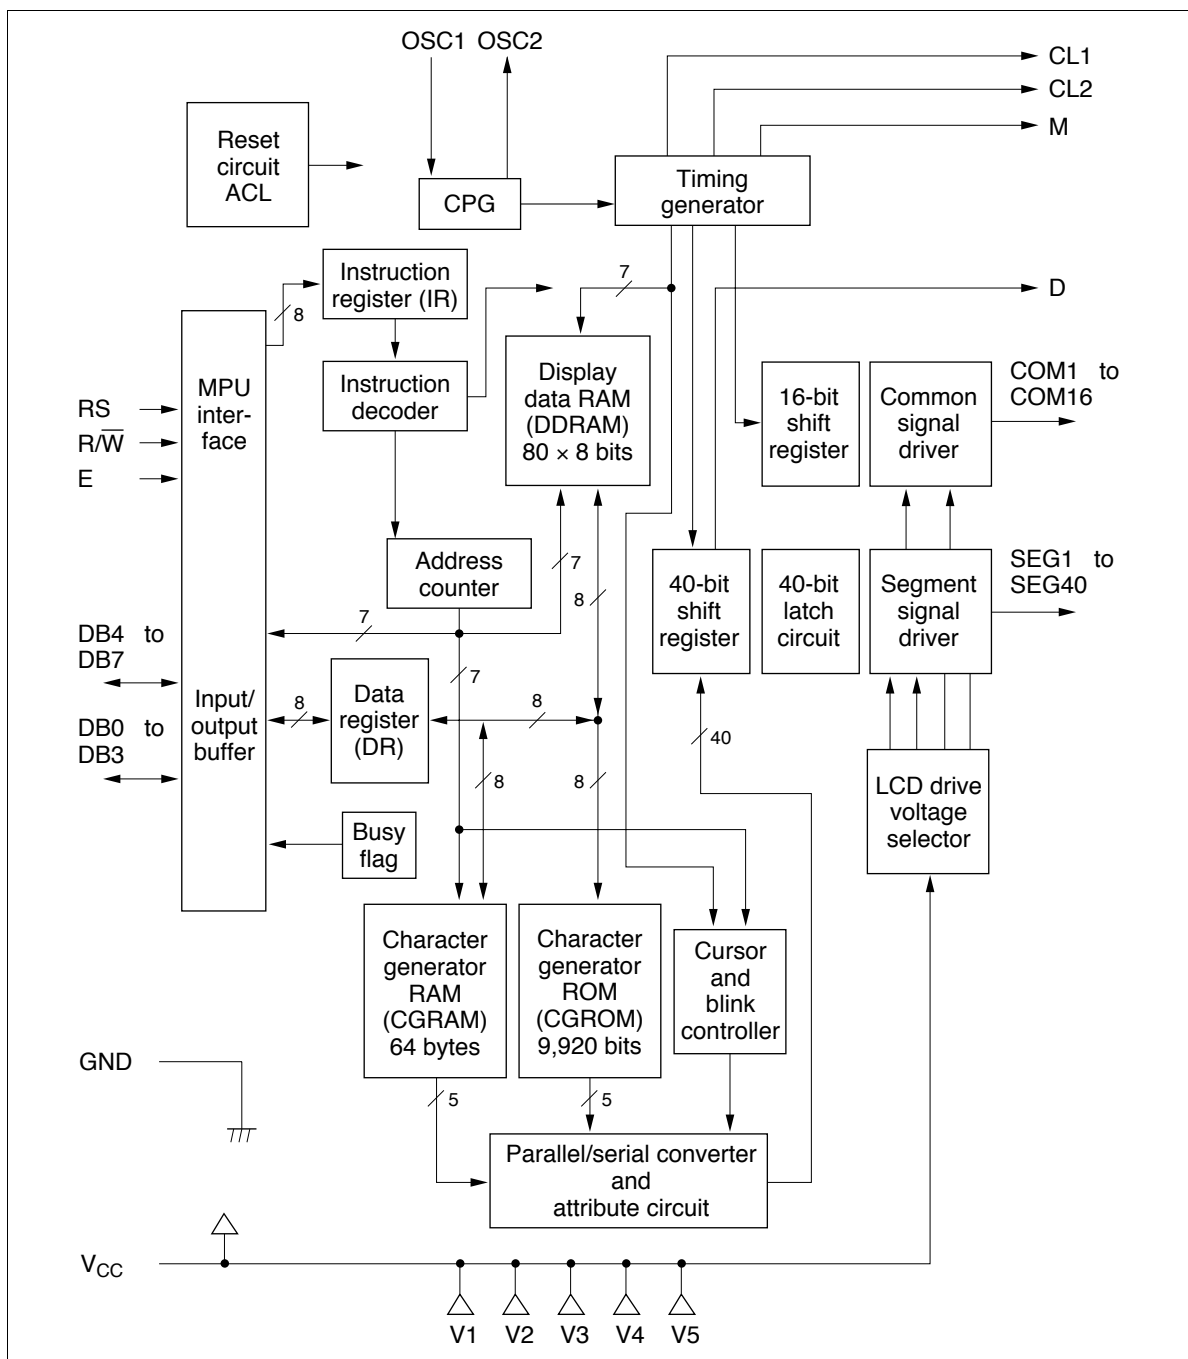 OSC1 OSC2
CL1
CL2
M
Reset
circuit
ACL
CPG
Timing
generator
Instruction
register (IR)
7
D
8
MPU
inter-
face
Instruction
decoder
Display
data RAM
(DDRAM)
80 × 8 bits
16-bit
shift
register
Common
signal
driver
COM1 to
COM16
RS
R/W̅
E
Address
counter
7
8
40-bit
shift
register
40-bit
latch
circuit
Segment
signal
driver
SEG1 to
SEG40
7
7
DB4 to
DB7
Input/
output
buffer
8
Data
register
(DR)
8
40
DB0 to
DB3
8
8
LCD drive
voltage
selector
Busy
flag
Character
generator
RAM
(CGRAM)
64 bytes
Character
generator
ROM
(CGROM)
9,920 bits
Cursor
and
blink
controller
GND
5
5
Parallel/serial converter
and
attribute circuit
VCC
V1 V2 V3 V4 V5